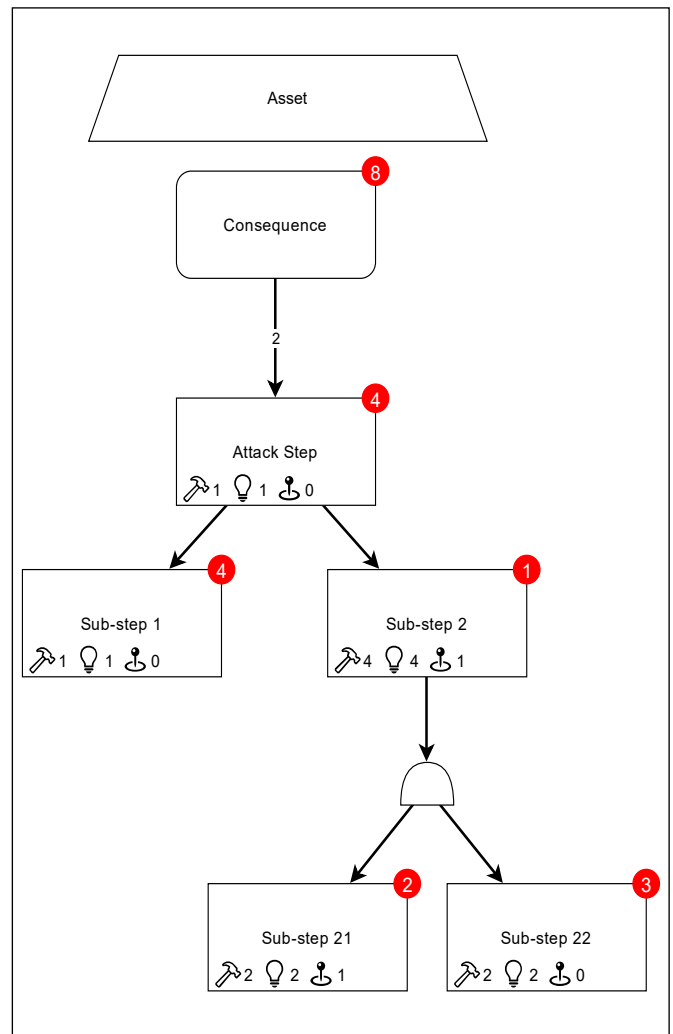 Asset
8
Consequence
2
4
Attack Step
1 1 0
4
Sub-step 1
1 1 0
1
Sub-step 2
4 4 1
2
Sub-step 21
2 2 1
3
Sub-step 22
2 2 0